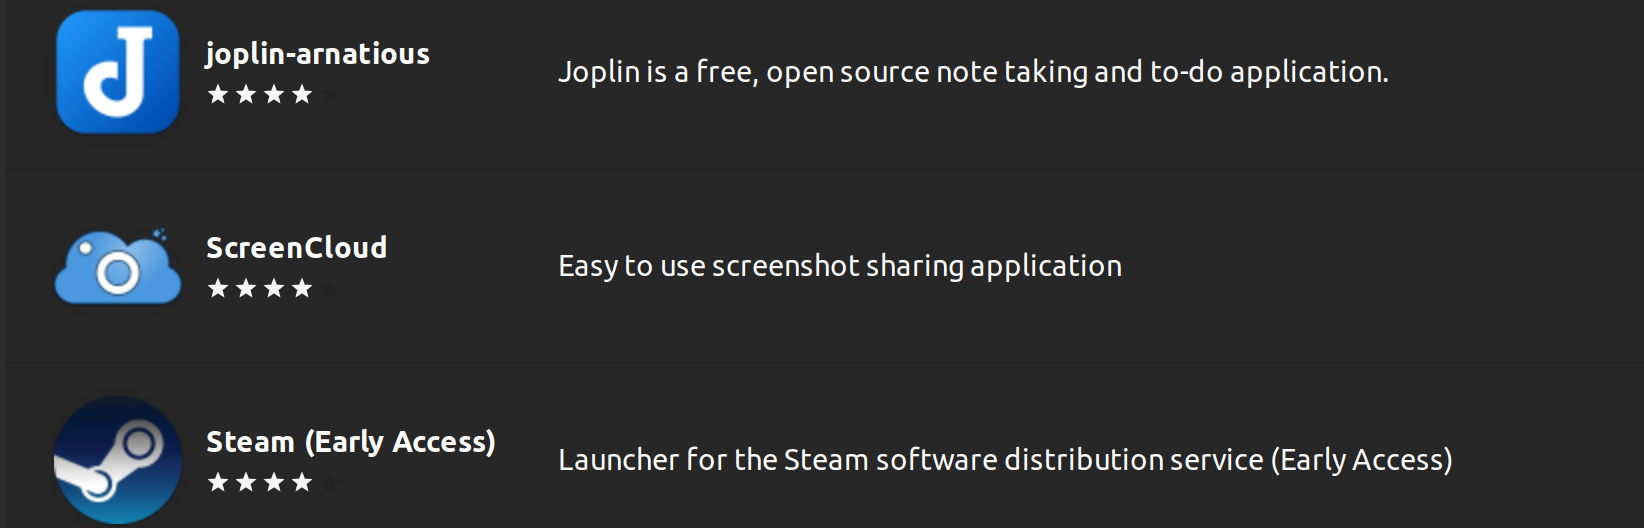 joplin-arnatious
Joplin is a free, open source note taking and to-do application.
ScreenCloud
Easy to use screenshot sharing application
Steam (Early Access)
Launcher for the Steam software distribution service (Early Access)